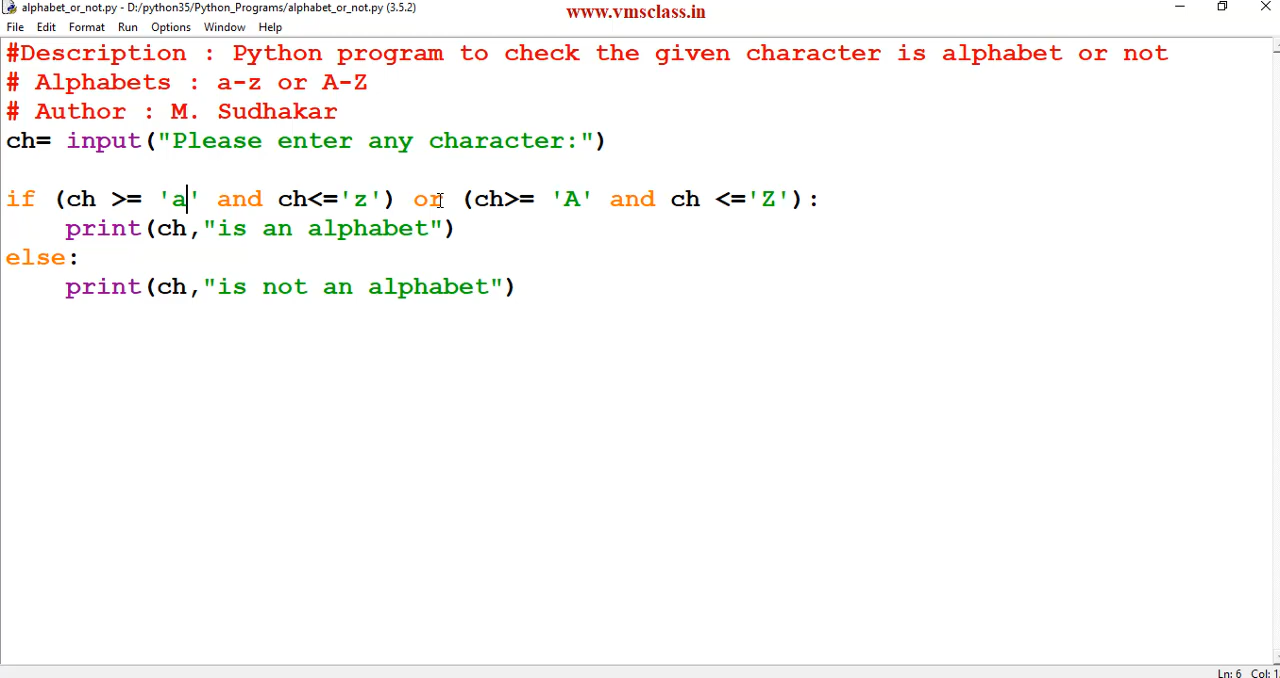 alphabet_or_not.py - D:/python35/Python_Programs/alphabet_or_not.py (3.5.2)
www.vmsclass.in
File Edit Format Run Options Window Help
#Description : Python program to check the given character is alphabet or not
# Alphabets : a-z or A-Z
# Author : M. Sudhakar
ch= input("Please enter any character:")
if (ch >= 'a' and ch<='z') or (ch>= 'A' and ch <='Z'):
    print(ch,"is an alphabet")
else:
    print(ch,"is not an alphabet")
Ln: 6 Col: